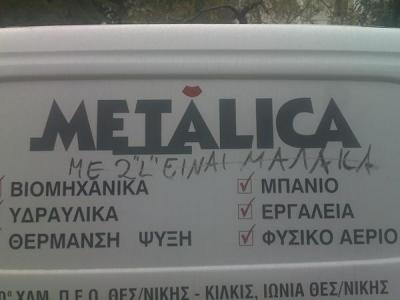 METALICA
ΜΕ 2 "L" ΕΙΝΑΙ ΜΑΛΑΚΑ
ΒΙΟΜΗΧΑΝΙΚΑ
ΜΠΑΝΙΟ
ΥΔΡΑΥΛΙΚΑ
ΕΡΓΑΛΕΙΑ
ΘΕΡΜΑΝΣΗ ΨΥΞΗ
ΦΥΣΙΚΟ ΑΕΡΙΟ
ΧΛΜ. Π.Ε.Ο. ΘΕΣ/ΝΙΚΗΣ - ΚΙΛΚΙΣ, ΙΩΝΙΑ ΘΕΣ/ΝΙΚΗΣ